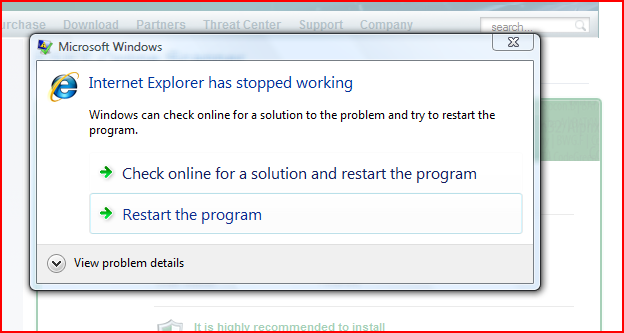 urchase Download Partners Threat Center Support Company
search...
Microsoft Windows
Internet Explorer has stopped working
Windows can check online for a solution to the problem and try to restart the
program.
Check online for a solution and restart the program
Restart the program
View problem details
It is highly recommended to install